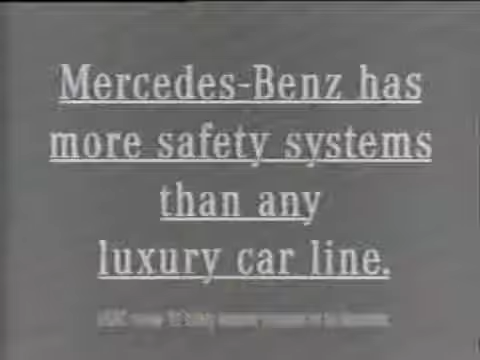 Mercedes-Benz has
more safety systems
than any
luxury car line.